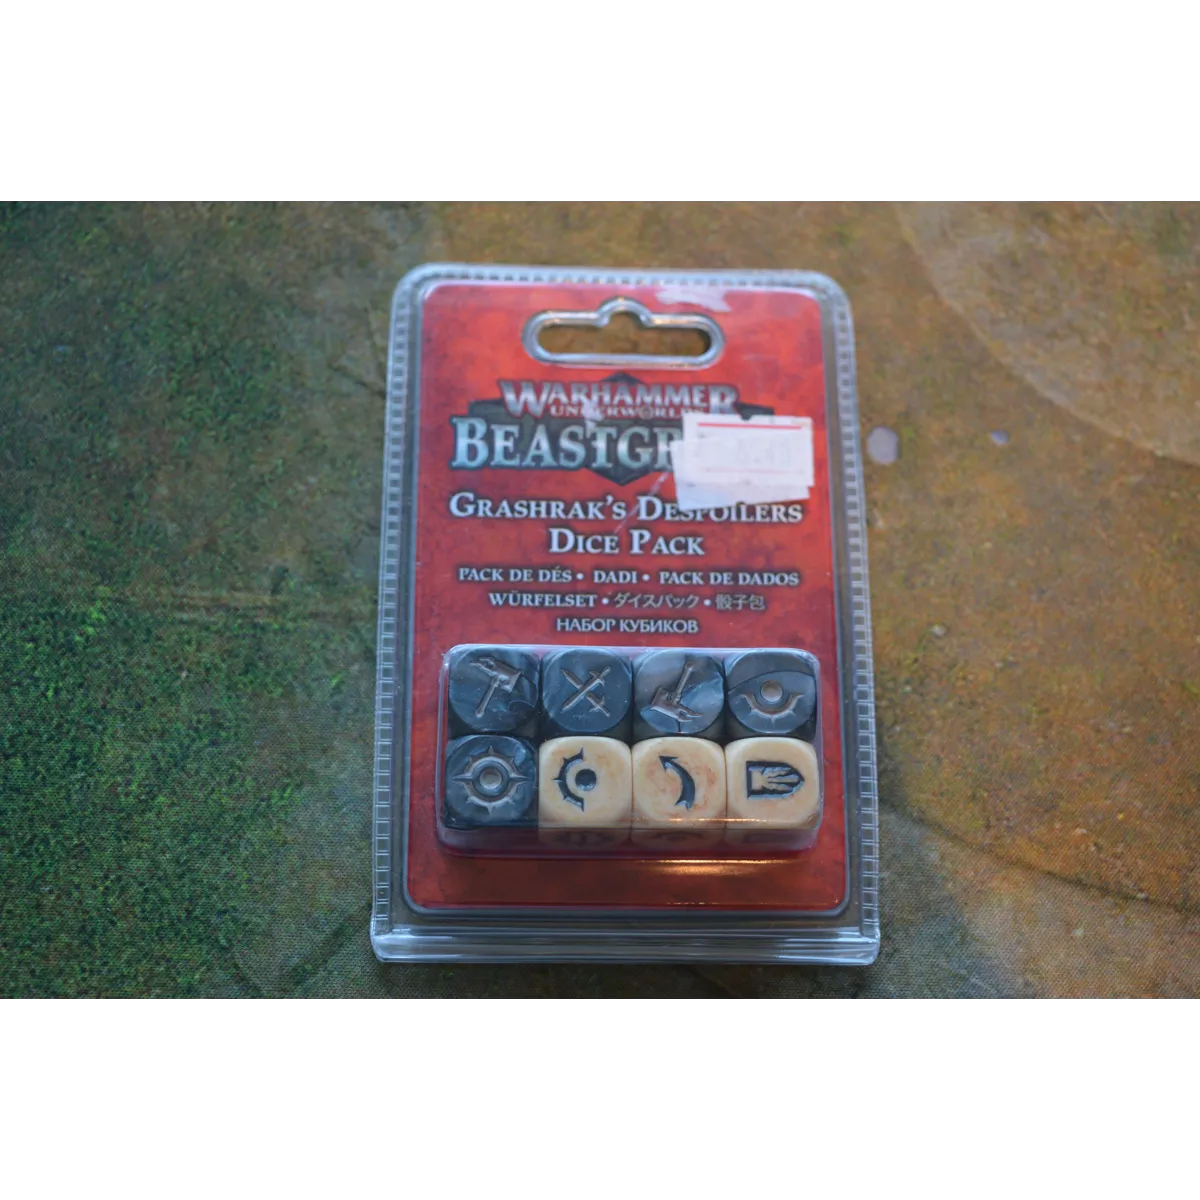 WARHAMMER
UNDERWORLDS
GRASHRAK'S DESPOILERS
DICE PACK
PACK DE DÉS • DADI • PACK DE DADOS
WÜRFELSET • ダイスパック • 骰子包
НАБОР КУБИКОВ